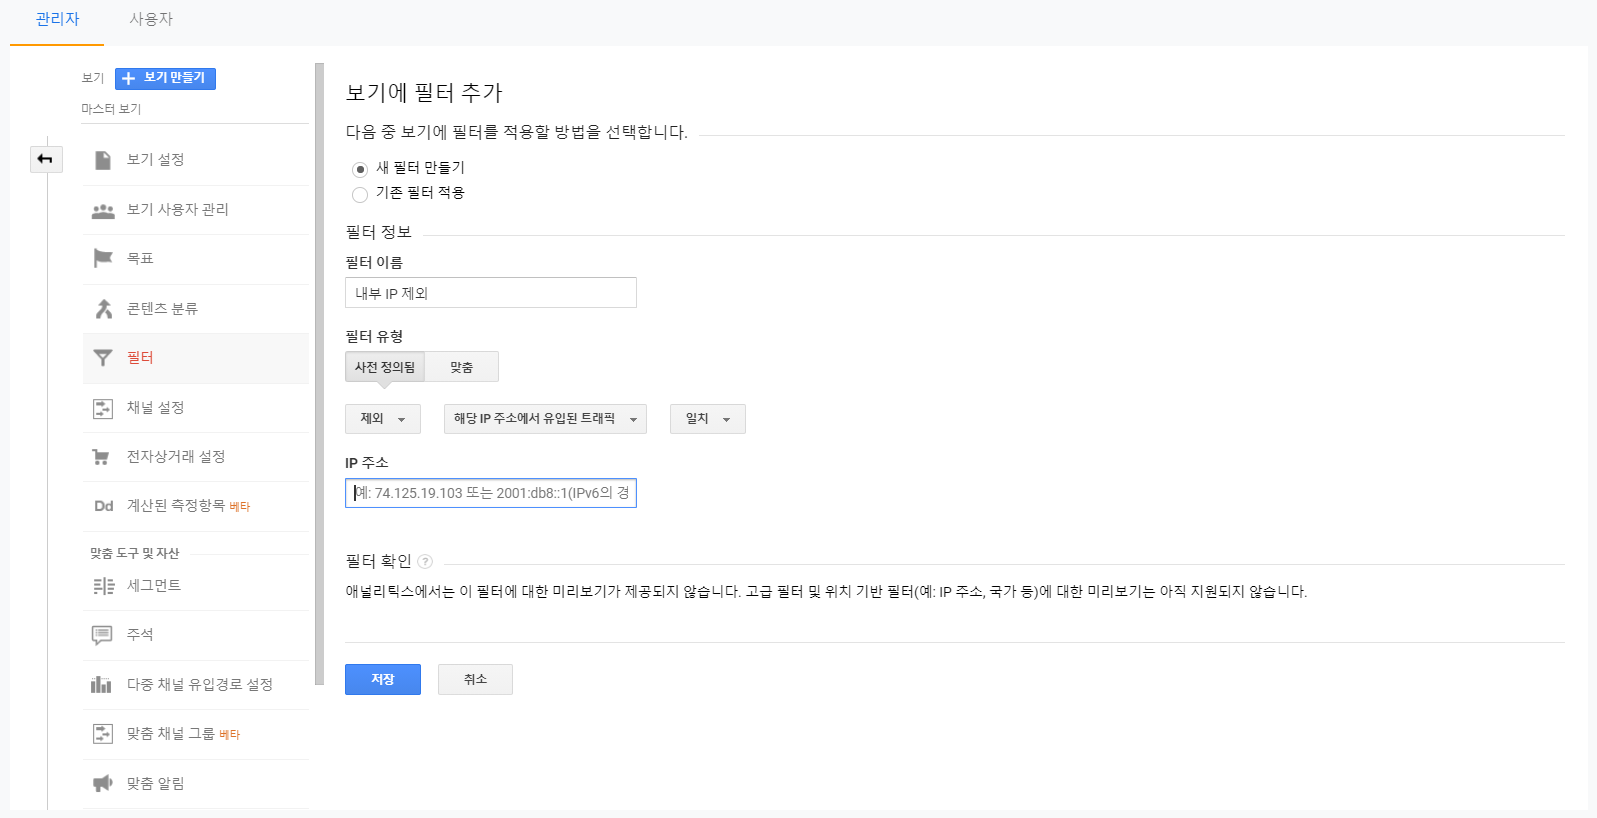 관리자
사용자
보기
+ 보기 만들기
마스터 보기
보기 설정
보기 사용자 관리
목표
콘텐츠 분류
필터
채널 설정
전자상거래 설정
Dd 계산된 측정항목 베타
맞춤 도구 및 자산
세그먼트
주석
다중 채널 유입경로 설정
맞춤 채널 그룹 베타
맞춤 알림
보기에 필터 추가
다음 중 보기에 필터를 적용할 방법을 선택합니다.
새 필터 만들기
기존 필터 적용
필터 정보
필터 이름
내부 IP 제외
필터 유형
사전 정의됨 맞춤
제외 해당 IP 주소에서 유입된 트래픽 일치
IP 주소
예: 74.125.19.103 또는 2001:db8::1(IPv6의 경
필터 확인 ?
애널리틱스에서는 이 필터에 대한 미리보기가 제공되지 않습니다. 고급 필터 및 위치 기반 필터(예: IP 주소, 국가 등)에 대한 미리보기는 아직 지원되지 않습니다.
저장 취소